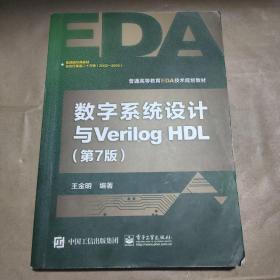 EDA
普通高等教育EDA技术规划教材
数字系统设计
与Verilog HDL
(第7版)
王金明 编著
中国工信出版集团
电子工业出版社